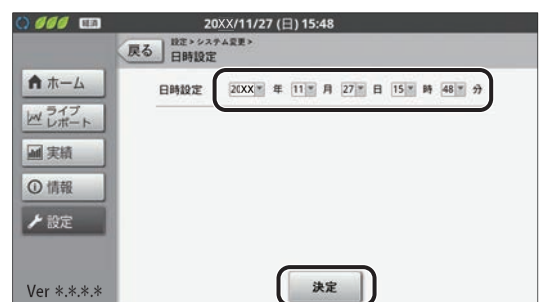 経済
20XX/11/27 (日) 15:48
戻る
設定 > システム変更 >
日時設定
ホーム
ライブ
レポート
実績
情報
設定
日時設定 20XX 年 11 月 27 日 15 時 48 分
決定
Ver *.*.*.*